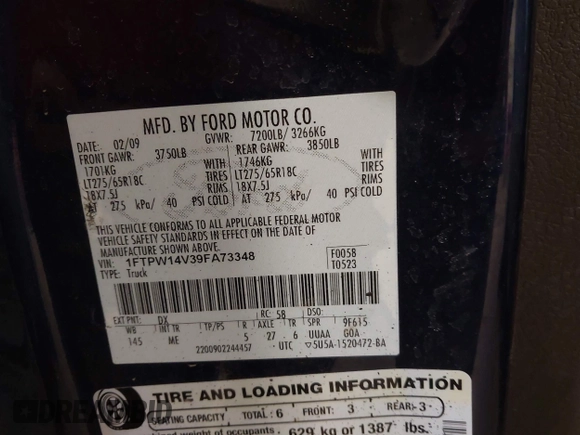 MFD. BY FORD MOTOR CO.
DATE: 02/09 GVWR: 7200LB/ 3266KG
FRONT GAWR: 3750LB REAR GAWR: 3850LB
1701KG WITH 1746KG WITH
LT275/65R18C TIRES LT275/65R18C TIRES
18X7.5J RIMS 18X7.5J RIMS
AT 275 kPa/ 40 PSI COLD AT 275 kPa/ 40 PSI COLD
THIS VEHICLE CONFORMS TO ALL APPLICABLE FEDERAL MOTOR
VEHICLE SAFETY STANDARDS IN EFFECT ON THE DATE OF
MANUFACTURE SHOWN ABOVE.
VIN: 1FTPW14V39FA73348 F0058
TYPE: Truck T0523
EXT PNT: DX RC: 58 DSO:
WB INT TR TP/PS R AXLE TR SPR 9F615
145 ME 5 27 6 UUAA GOA
2200902244457 UTC 5U5A-1520472-BA
TIRE AND LOADING INFORMATION
SEATING CAPACITY TOTAL: 6 FRONT: 3 REAR: 3
weight of occupants 629 kg or 1387 lbs.